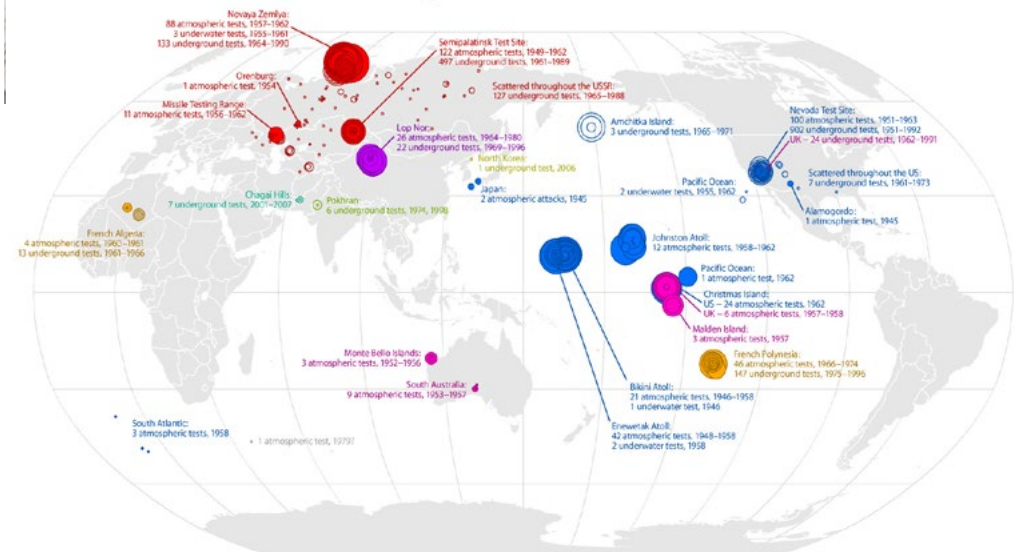 Novaya Zemlya:
88 atmospheric tests, 1957–1962
3 underwater tests, 1955–1961
133 underground tests, 1964–1990
Semipalatinsk Test Site:
122 atmospheric tests, 1949–1962
497 underground tests, 1961–1989
Orenburg:
1 atmospheric test, 1954
Scattered throughout the USSR:
127 underground tests, 1965–1988
Missile Testing Range:
11 atmospheric tests, 1956–1962
Lop Nor:
26 atmospheric tests, 1964–1980
22 underground tests, 1969–1996
Amchitka Island:
3 underground tests, 1965–1971
Nevada Test Site:
100 atmospheric tests, 1951–1963
902 underground tests, 1951–1992
UK – 24 underground tests, 1962–1991
North Korea:
1 underground test, 2006
Scattered throughout the US:
7 underground tests, 1961–1973
Pacific Ocean:
2 underwater tests, 1955, 1962
Japan:
2 atmospheric attacks, 1945
Chagai Hills:
7 underground tests, 2001–2007
Pokhran:
6 underground tests, 1974, 1998
Alamogordo:
1 atmospheric test, 1945
French Algeria:
4 atmospheric tests, 1960–1961
13 underground tests, 1961–1966
Johnston Atoll:
12 atmospheric tests, 1958–1962
Pacific Ocean:
1 atmospheric test, 1962
Christmas Island:
US – 24 atmospheric tests, 1962
UK – 6 atmospheric tests, 1957–1958
Malden Island:
3 atmospheric tests, 1957
Monte Bello Islands:
3 atmospheric tests, 1952–1956
French Polynesia:
46 atmospheric tests, 1966–1974
147 underground tests, 1975–1996
South Australia:
9 atmospheric tests, 1953–1957
Bikini Atoll:
21 atmospheric tests, 1946–1958
1 underwater test, 1946
Enewetak Atoll:
42 atmospheric tests, 1948–1958
2 underwater tests, 1958
South Atlantic:
3 atmospheric tests, 1958
1 atmospheric test, 1979?